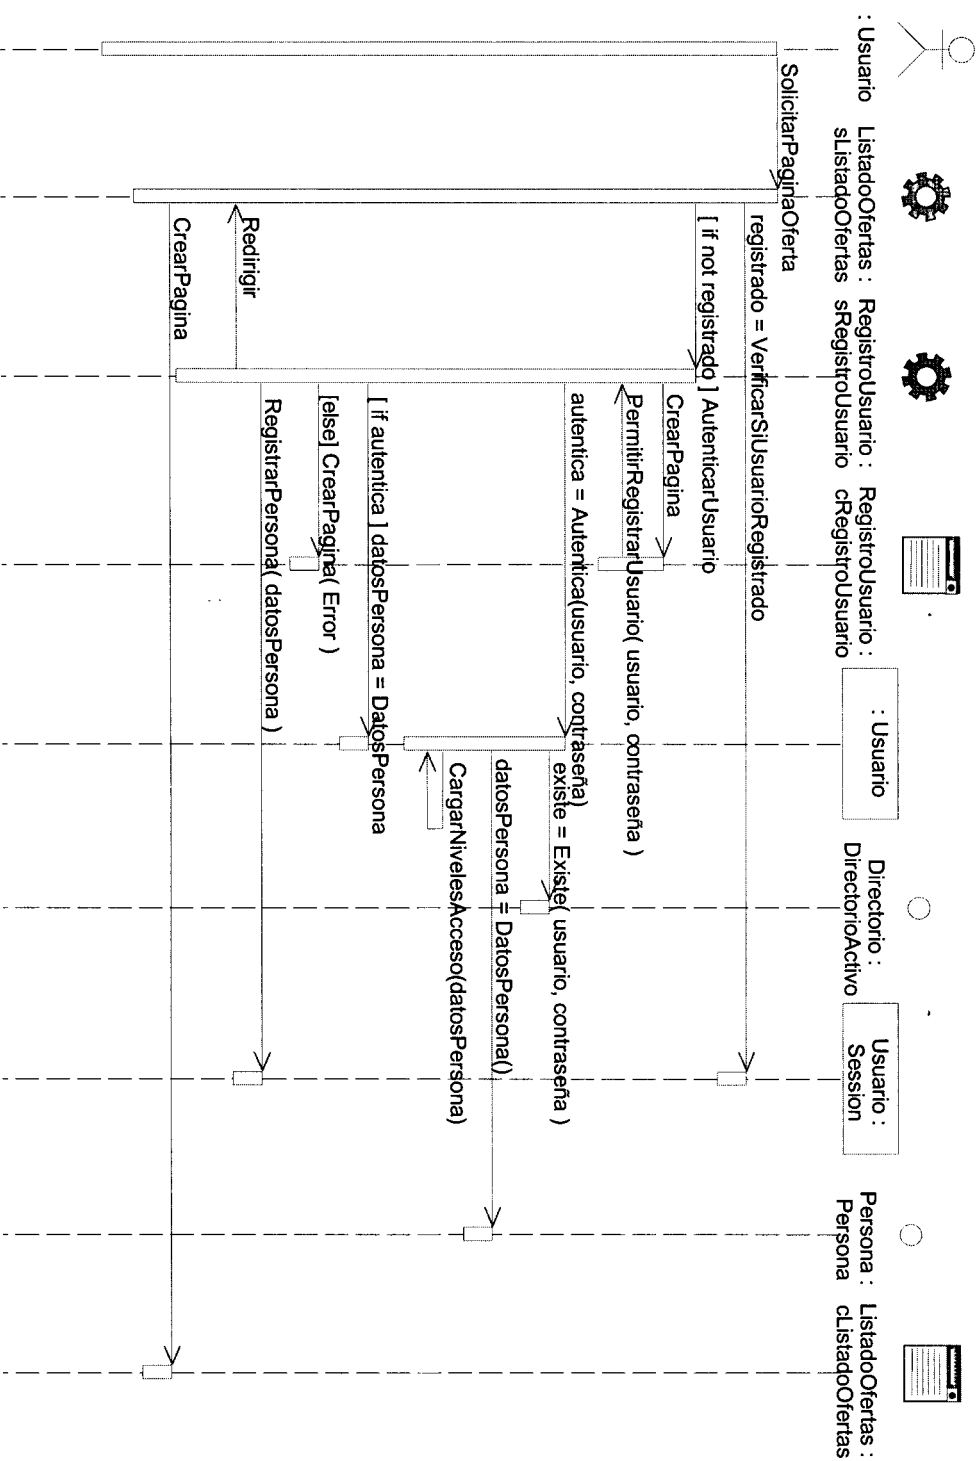 : Usuario
ListadoOfertas :
sListadoOfertas
RegistroUsuario :
sRegistroUsuario
RegistroUsuario :
cRegistroUsuario
: Usuario
Directorio :
DirectorioActivo
Usuario :
Session
Persona :
Persona
ListadoOfertas :
cListadoOfertas
SolicitarPaginaOferta
registrado = VerificarSiUsuarioRegistrado
[ if not registrado ] AutenticarUsuario
CrearPagina
PermitirRegistrarUsuario( usuario, contraseña )
autentica = Autentica(usuario, contraseña)
existe = Existe( usuario, contraseña )
datosPersona = DatosPersona()
CargarNivelesAcceso(datosPersona)
[ if autentica ] datosPersona = DatosPersona
[else] CrearPagina( Error )
RegistrarPersona( datosPersona )
Redirigir
CrearPagina